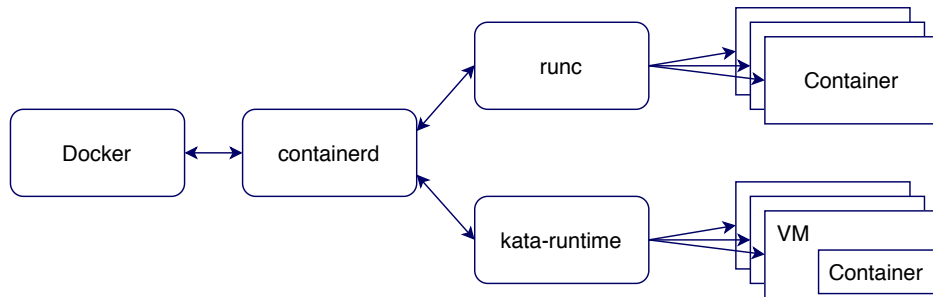 runc
Container
Docker
containerd
kata-runtime
VM
Container